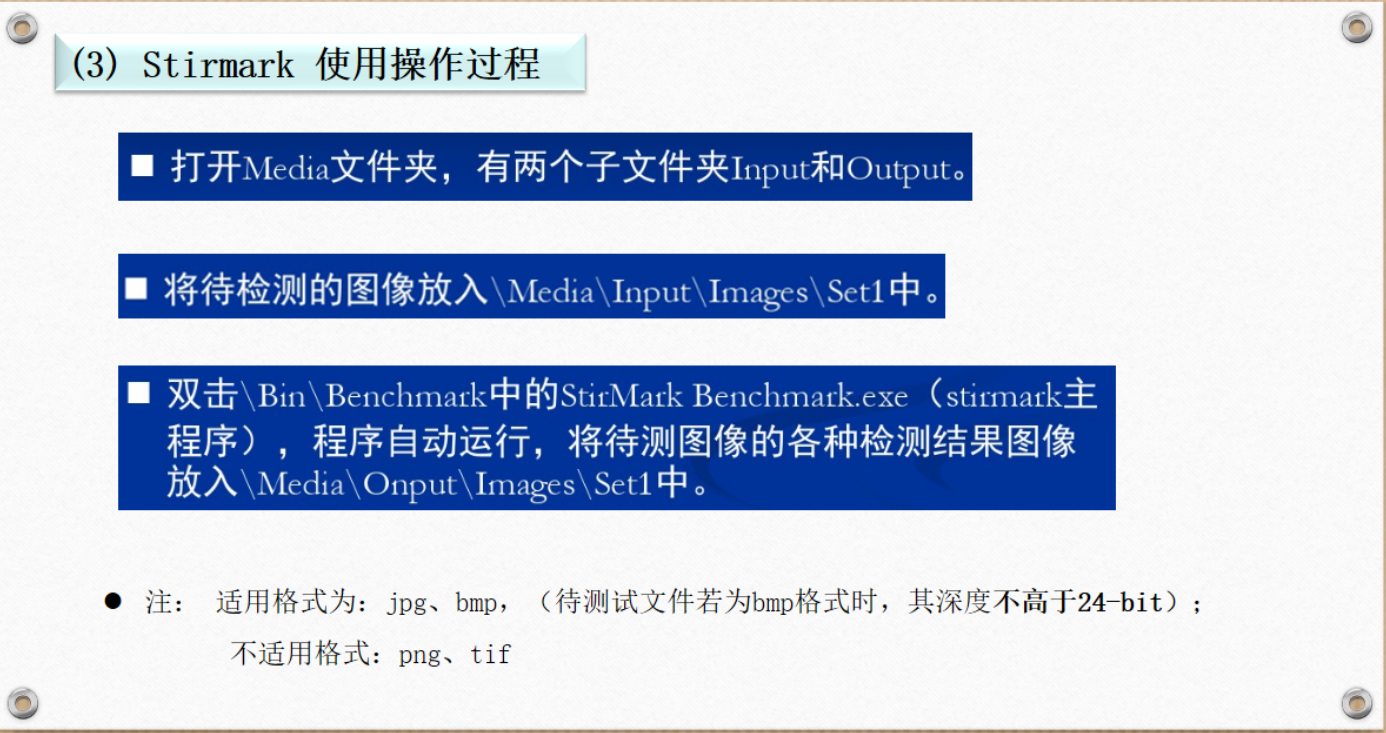 (3) Stirmark 使用操作过程
■ 打开Media文件夹，有两个子文件夹Input和Output。
■ 将待检测的图像放入\Media\Input\Images\Set1中。
■ 双击\Bin\Benchmark中的StirMark Benchmark.exe（stirmark主
程序），程序自动运行，将待测图像的各种检测结果图像
放入\Media\Onput\Images\Set1中。
● 注： 适用格式为：jpg、bmp，（待测试文件若为bmp格式时，其深度不高于24-bit）；
不适用格式：png、tif